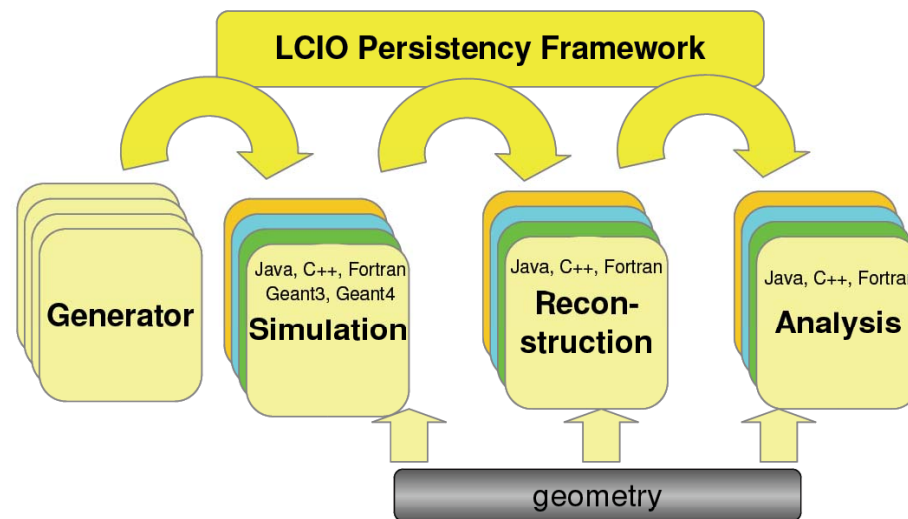 LCIO Persistency Framework
Generator
Java, C++, Fortran
Geant3, Geant4
Simulation
Java, C++, Fortran
Recon-
struction
Java, C++, Fortran
Analysis
geometry